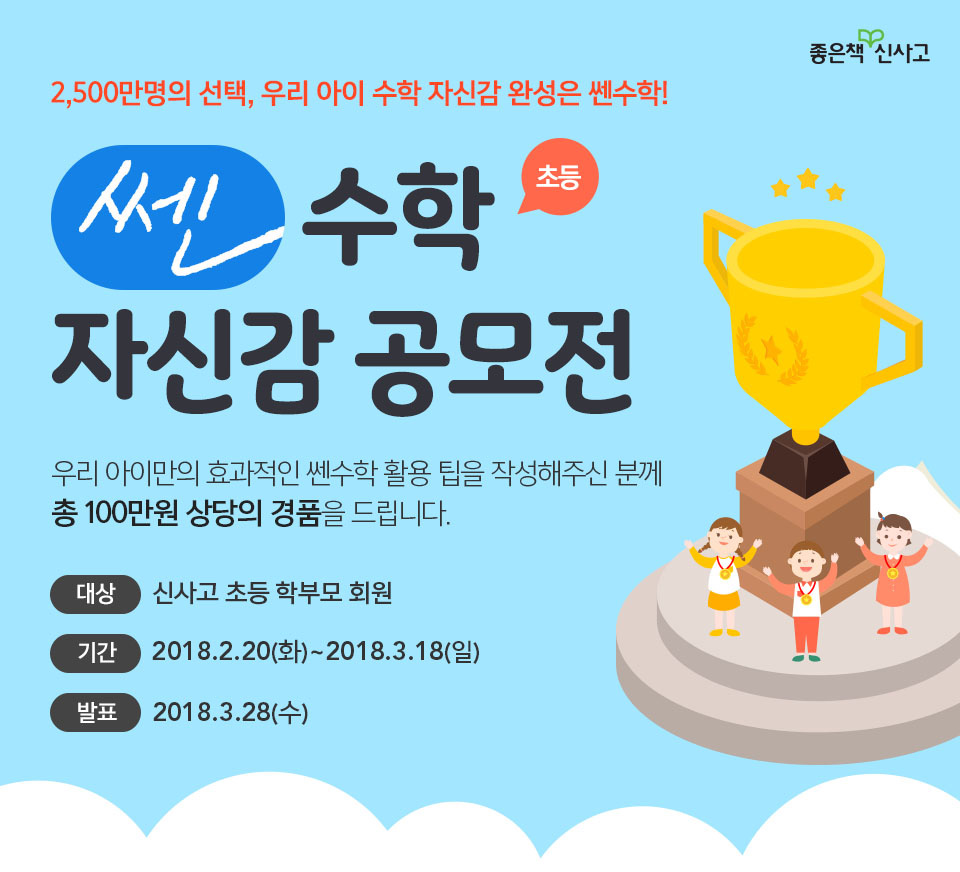 좋은책 신사고
2,500만명의 선택, 우리 아이 수학 자신감 완성은 쎈수학!
쎈 수학 초등
자신감 공모전
우리 아이만의 효과적인 쎈수학 활용 팁을 작성해주신 분께
총 100만원 상당의 경품을 드립니다.
대상 신사고 초등 학부모 회원
기간 2018.2.20(화)~2018.3.18(일)
발표 2018.3.28(수)